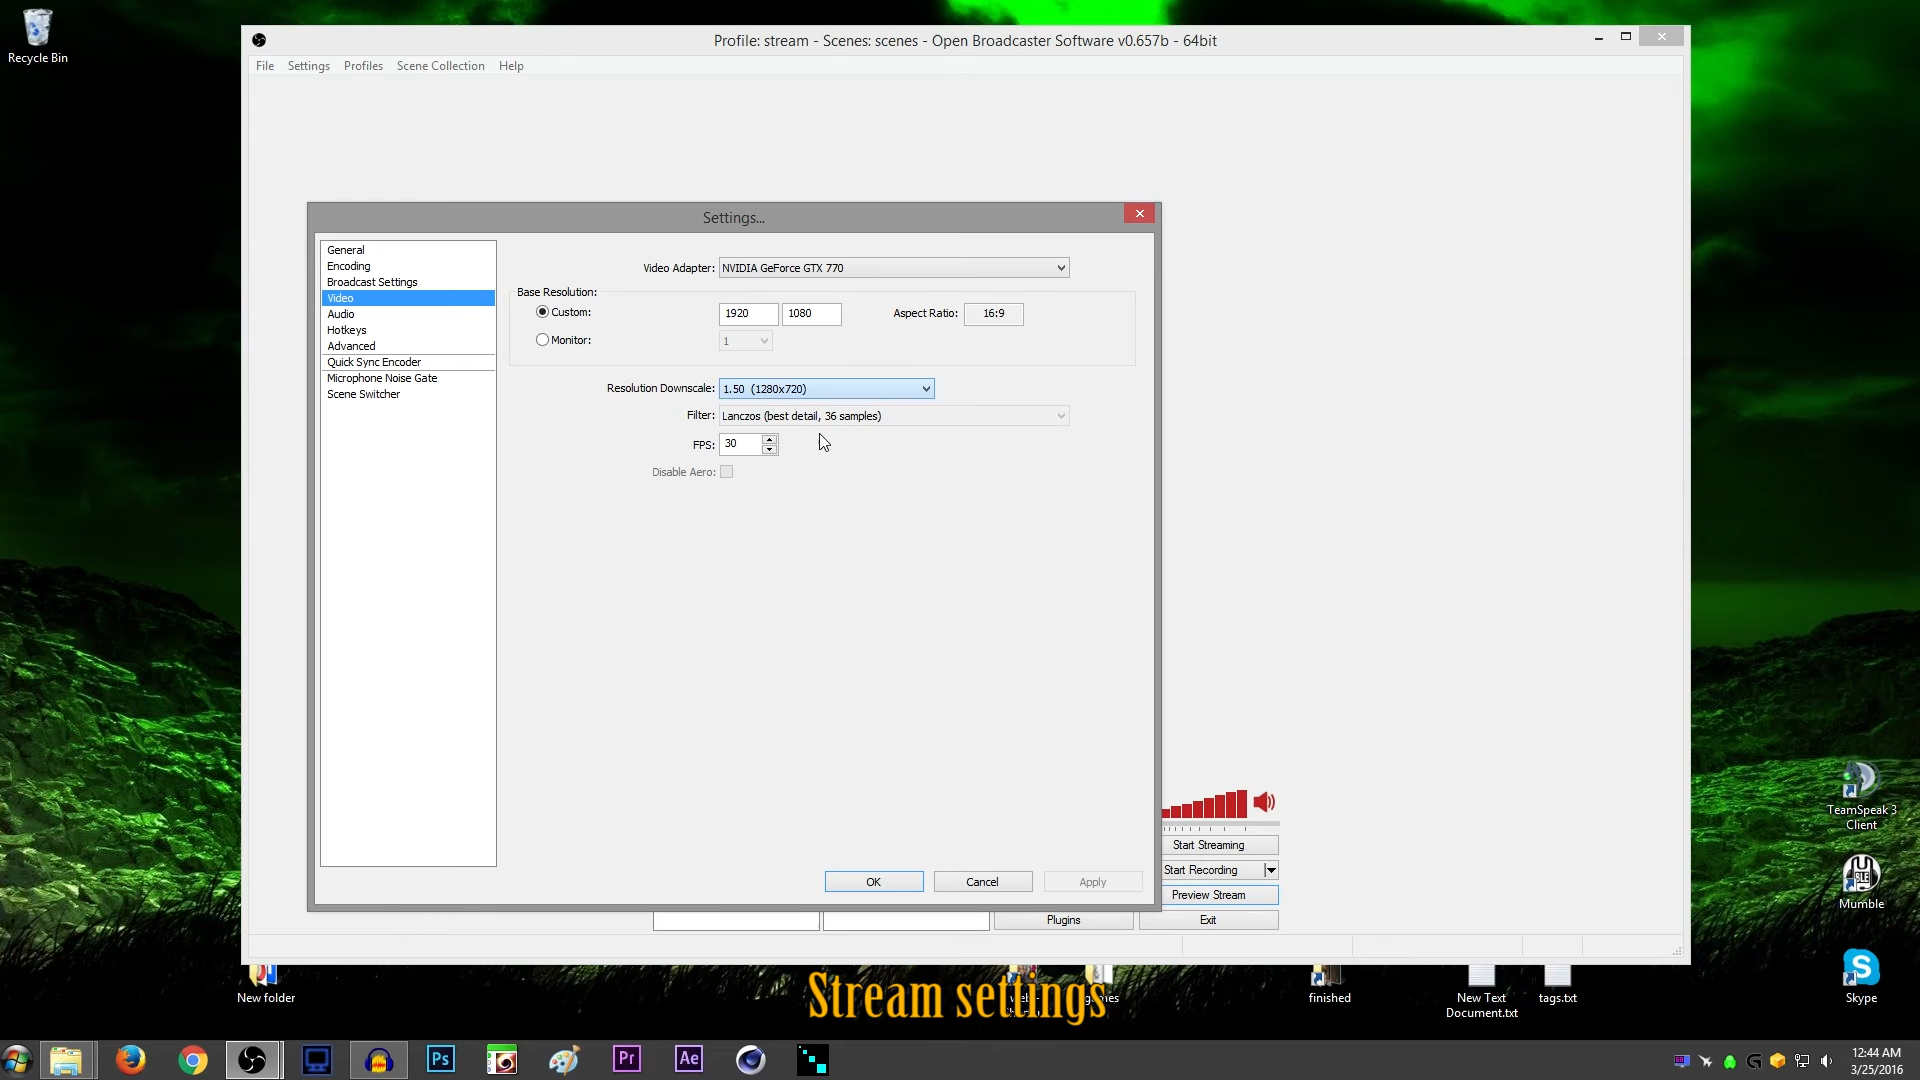 Recycle Bin
Profile: stream - Scenes: scenes - Open Broadcaster Software v0.657b - 64bit
File Settings Profiles Scene Collection Help
Settings...
General
Encoding
Broadcast Settings
Video
Audio
Hotkeys
Advanced
Quick Sync Encoder
Microphone Noise Gate
Scene Switcher
Video Adapter: NVIDIA GeForce GTX 770
Base Resolution:
Custom: 1920 1080 Aspect Ratio: 16:9
Monitor: 1
Resolution Downscale: 1.50 (1280x720)
Filter: Lanczos (best detail, 36 samples)
FPS: 30
Disable Aero:
OK Cancel Apply
Start Streaming
Start Recording
Preview Stream
Plugins Exit
TeamSpeak 3
Client
Mumble
Skype
New folder
Stream settings
finished
New Text
Document.txt
tags.txt
Ps
Pr
Ae
12:44 AM
3/25/2016